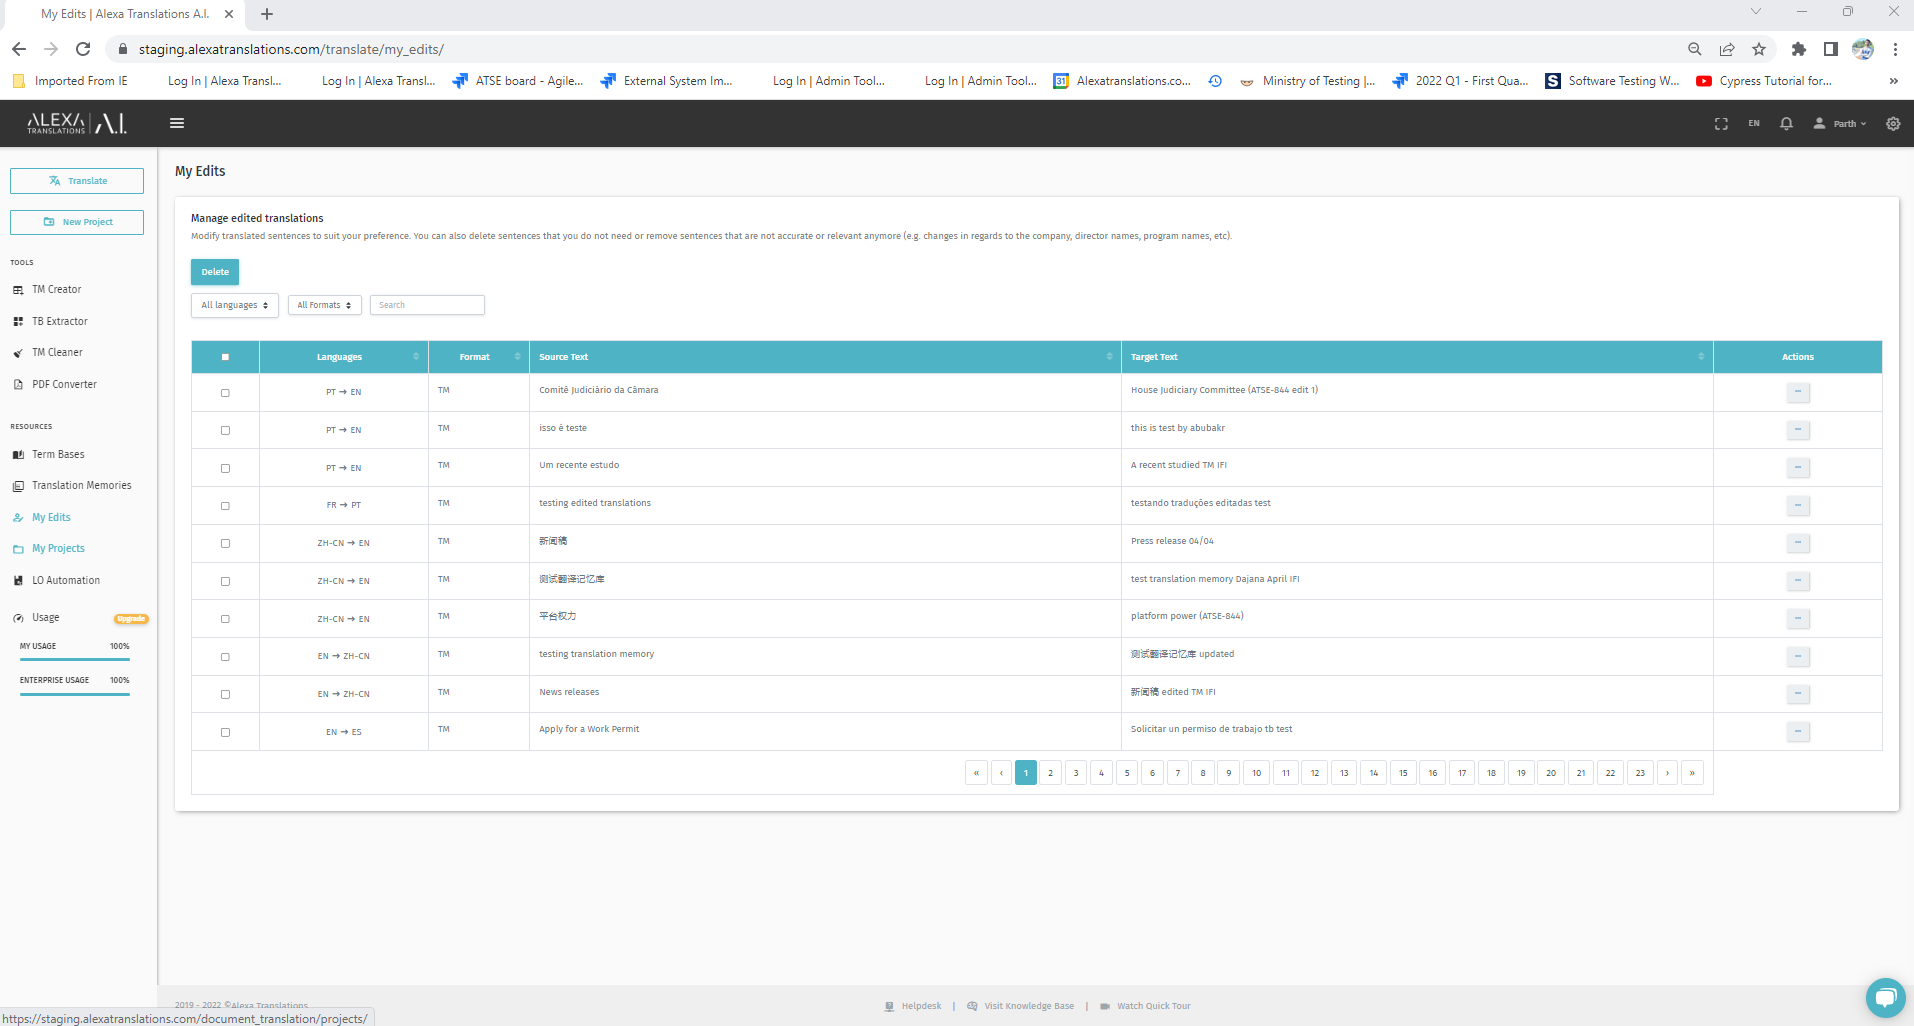 My Edits | Alexa Translations A.I.
staging.alexatranslations.com/translate/my_edits/
Imported From IE
Log In | Alexa Transl...
Log In | Alexa Transl...
ATSE board - Agile...
External System Im...
Log In | Admin Tool...
Log In | Admin Tool...
31
Alexatranslations.co...
Ministry of Testing |...
2022 Q1 - First Qua...
S
Software Testing W...
Cypress Tutorial for...
»
ALEXA TRANSLATIONS | A.I.
EN
Parth
Translate
New Project
TOOLS
TM Creator
TB Extractor
TM Cleaner
PDF Converter
RESOURCES
Term Bases
Translation Memories
My Edits
My Projects
LO Automation
Usage Upgrade
MY USAGE 100%
ENTERPRISE USAGE 100%
My Edits
Manage edited translations
Modify translated sentences to suit your preference. You can also delete sentences that you do not need or remove sentences that are not accurate or relevant anymore (e.g. changes in regards to the company, director names, program names, etc).
Delete
All languages All Formats Search
Languages Format Source Text Target Text Actions
PT → EN TM Comitê Judiciário da Câmara House Judiciary Committee (ATSE-844 edit 1)
PT → EN TM isso é teste this is test by abubakr
PT → EN TM Um recente estudo A recent studied TM IFI
FR → PT TM testing edited translations testando traduções editadas test
ZH-CN → EN TM 新闻稿 Press release 04/04
ZH-CN → EN TM 测试翻译记忆库 test translation memory Dajana April IFI
ZH-CN → EN TM 平台权力 platform power (ATSE-844)
EN → ZH-CN TM testing translation memory 测试翻译记忆库 updated
EN → ZH-CN TM News releases 新闻稿 edited TM IFI
EN → ES TM Apply for a Work Permit Solicitar un permiso de trabajo tb test
« ‹ 1 2 3 4 5 6 7 8 9 10 11 12 13 14 15 16 17 18 19 20 21 22 23 › »
2019 - 2022 ©Alexa Translations
Helpdesk | Visit Knowledge Base | Watch Quick Tour
https://staging.alexatranslations.com/document_translation/projects/